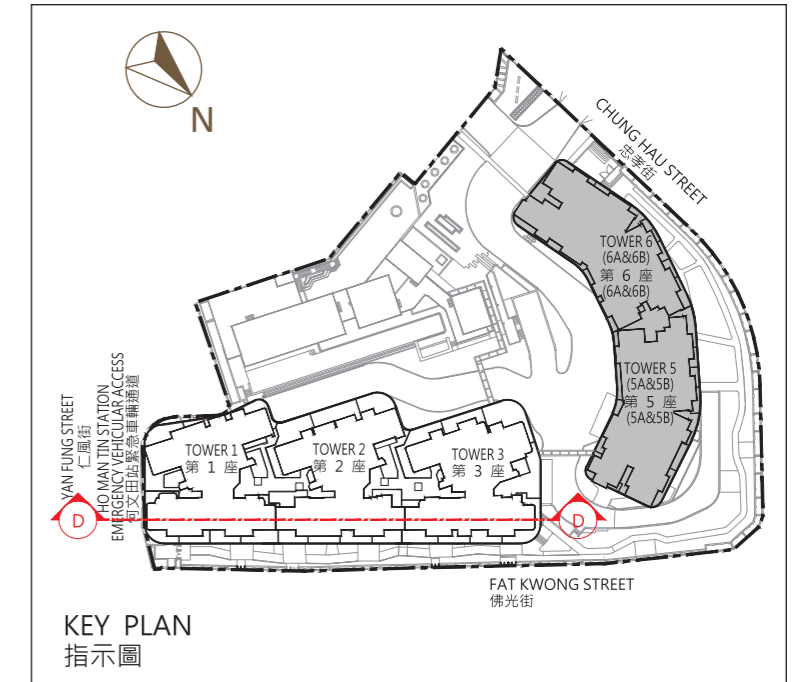 N
CHUNG HAU STREET
忠孝街
TOWER 6
(6A&6B)
第 6 座
(6A&6B)
TOWER 5
(5A&5B)
第 5 座
(5A&5B)
YAN FUNG STREET
仁風街
HO MAN TIN STATION
EMERGENCY VEHICULAR ACCESS
何文田站緊急車輛通道
TOWER 1
第 1 座
TOWER 2
第 2 座
TOWER 3
第 3 座
D
D
FAT KWONG STREET
佛光街
KEY PLAN
指示圖